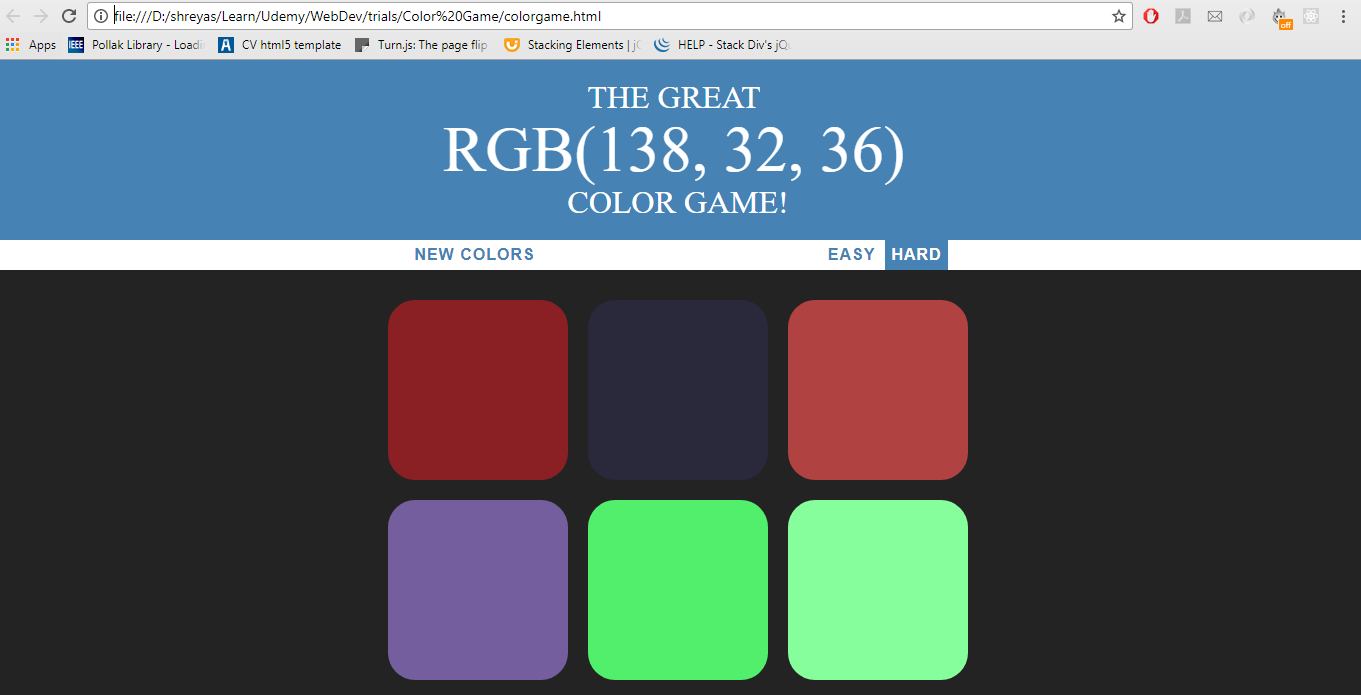 file:///D:/shreyas/Learn/Udemy/WebDev/trials/Color%20Game/colorgame.html
off
Apps IEEE Pollak Library - Loadi A CV html5 template Turn.js: The page flip Stacking Elements | j HELP - Stack Div's jQ
THE GREAT
RGB(138, 32, 36)
COLOR GAME!
NEW COLORS EASY HARD